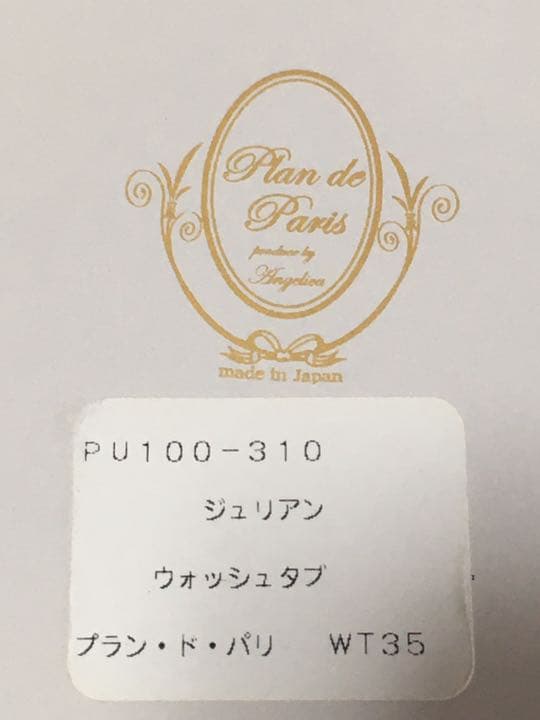 Plan de
Paris
produce by
Angelica
made in Japan
PU100-310
ジュリアン
ウォッシュタブ
プラン・ド・パリ WT35